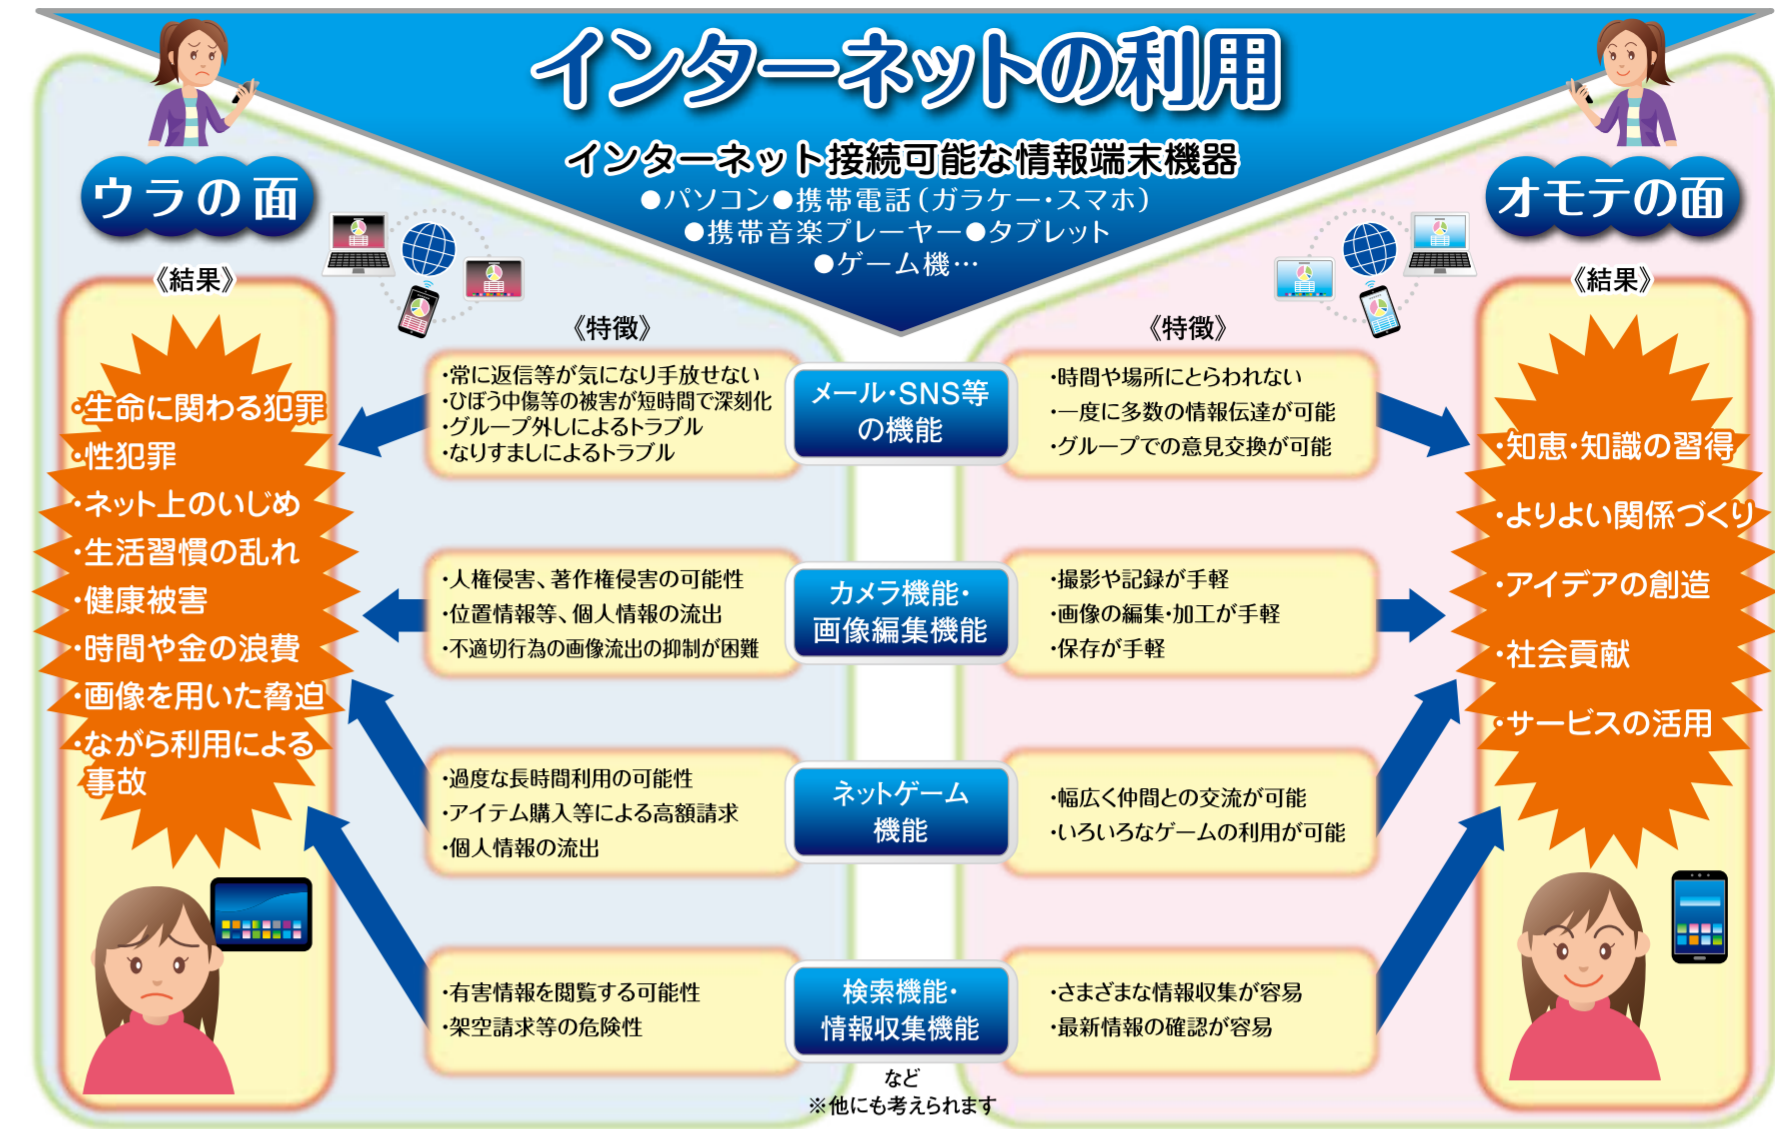 インターネットの利用
インターネット接続可能な情報端末機器
●パソコン●携帯電話(ガラケー・スマホ)
●携帯音楽プレーヤー●タブレット
●ゲーム機…
ウラの面
《結果》
・生命に関わる犯罪
・性犯罪
・ネット上のいじめ
・生活習慣の乱れ
・健康被害
・時間や金の浪費
・画像を用いた脅迫
・ながら利用による
事故
《特徴》
・常に返信等が気になり手放せない
・ひぼう中傷等の被害が短時間で深刻化
・グループ外しによるトラブル
・なりすましによるトラブル
・人権侵害、著作権侵害の可能性
・位置情報等、個人情報の流出
・不適切行為の画像流出の抑制が困難
・過度な長時間利用の可能性
・アイテム購入等による高額請求
・個人情報の流出
・有害情報を閲覧する可能性
・架空請求等の危険性
メール・SNS等
の機能
カメラ機能・
画像編集機能
ネットゲーム
機能
検索機能・
情報収集機能
など
※他にも考えられます
《特徴》
・時間や場所にとらわれない
・一度に多数の情報伝達が可能
・グループでの意見交換が可能
・撮影や記録が手軽
・画像の編集・加工が手軽
・保存が手軽
・幅広く仲間との交流が可能
・いろいろなゲームの利用が可能
・さまざまな情報収集が容易
・最新情報の確認が容易
オモテの面
《結果》
・知恵・知識の習得
・よりよい関係づくり
・アイデアの創造
・社会貢献
・サービスの活用